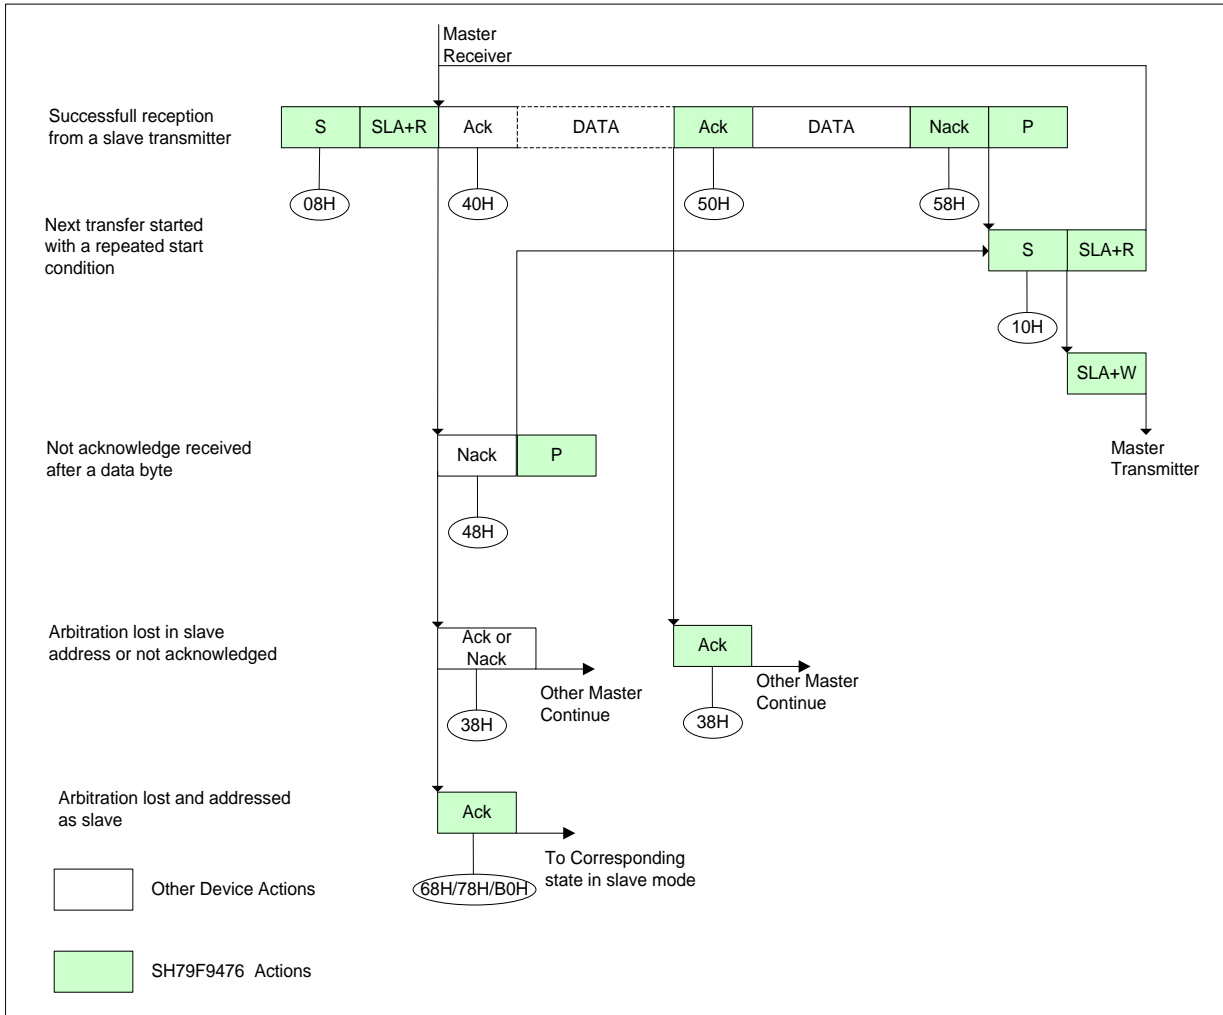 Master
Receiver
Successfull reception
from a slave transmitter
S
SLA+R
Ack
DATA
Ack
DATA
Nack
P
08H
40H
50H
58H
Next transfer started
with a repeated start
condition
S
SLA+R
10H
SLA+W
Master
Transmitter
Not acknowledge received
after a data byte
Nack
P
48H
Arbitration lost in slave
address or not acknowledged
Ack or
Nack
Other Master
Continue
38H
Ack
Other Master
Continue
38H
Arbitration lost and addressed
as slave
Ack
To Corresponding
state in slave mode
68H/78H/B0H
Other Device Actions
SH79F9476 Actions